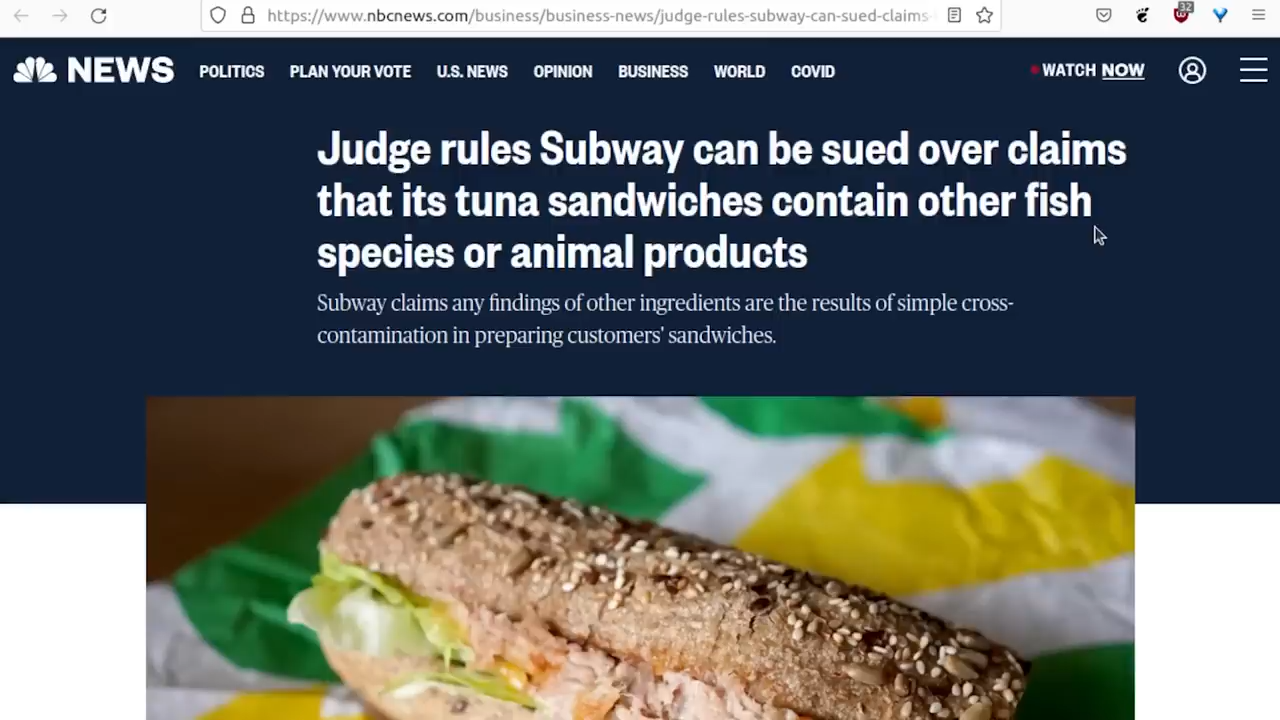 https://www.nbcnews.com/business/business-news/judge-rules-subway-can-sued-claims-
32
NEWS POLITICS PLAN YOUR VOTE U.S. NEWS OPINION BUSINESS WORLD COVID WATCH NOW
Judge rules Subway can be sued over claims
that its tuna sandwiches contain other fish
species or animal products
Subway claims any findings of other ingredients are the results of simple cross-
contamination in preparing customers' sandwiches.